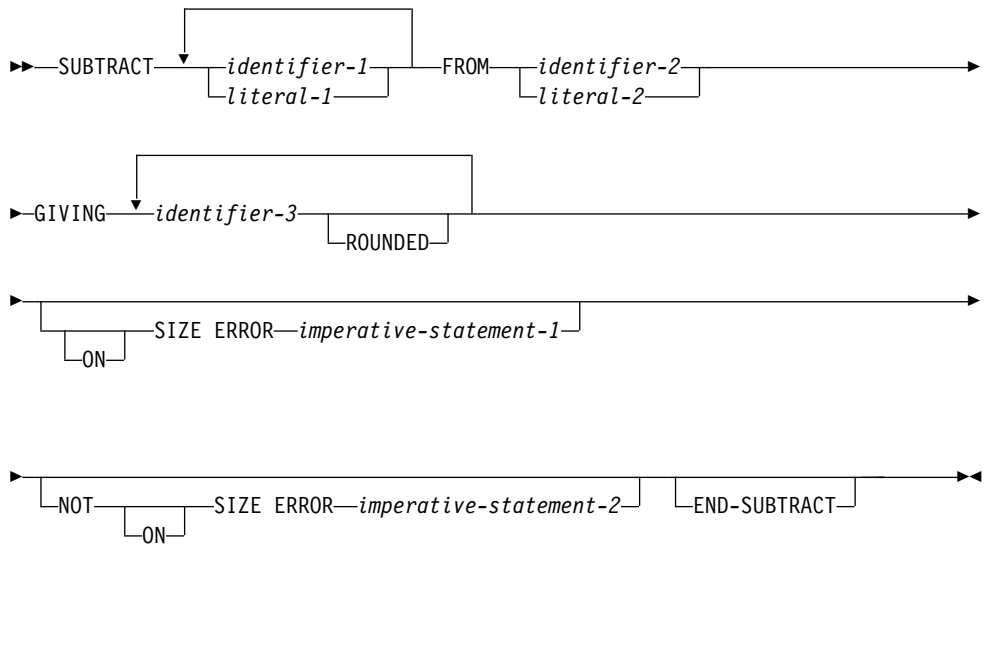 SUBTRACT identifier-1 FROM identifier-2
literal-1 literal-2
GIVING identifier-3
ROUNDED
SIZE ERROR imperative-statement-1
ON
NOT SIZE ERROR imperative-statement-2 END-SUBTRACT
ON